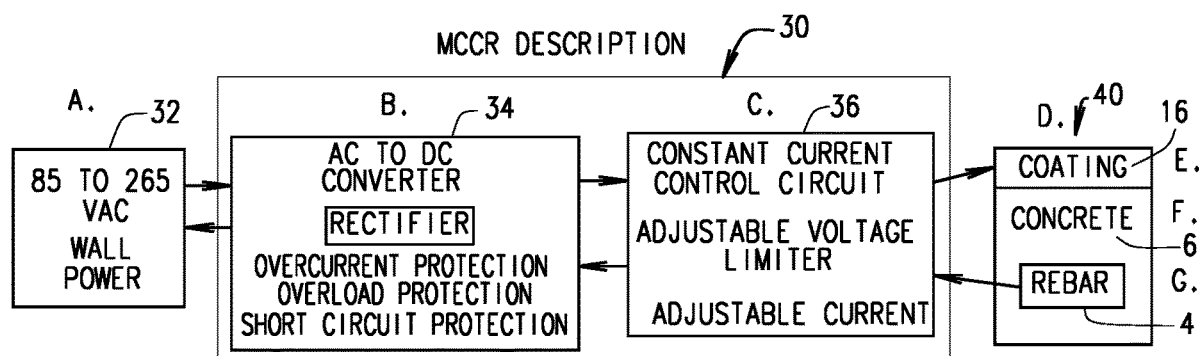 MCCR DESCRIPTION
30
A.
32
85 TO 265
VAC
WALL
POWER
B.
34
AC TO DC
CONVERTER
RECTIFIER
OVERCURRENT PROTECTION
OVERLOAD PROTECTION
SHORT CIRCUIT PROTECTION
C.
36
CONSTANT CURRENT
CONTROL CIRCUIT
ADJUSTABLE VOLTAGE
LIMITER
ADJUSTABLE CURRENT
D.
40
16
COATING
E.
CONCRETE
F.
6
REBAR
G.
4